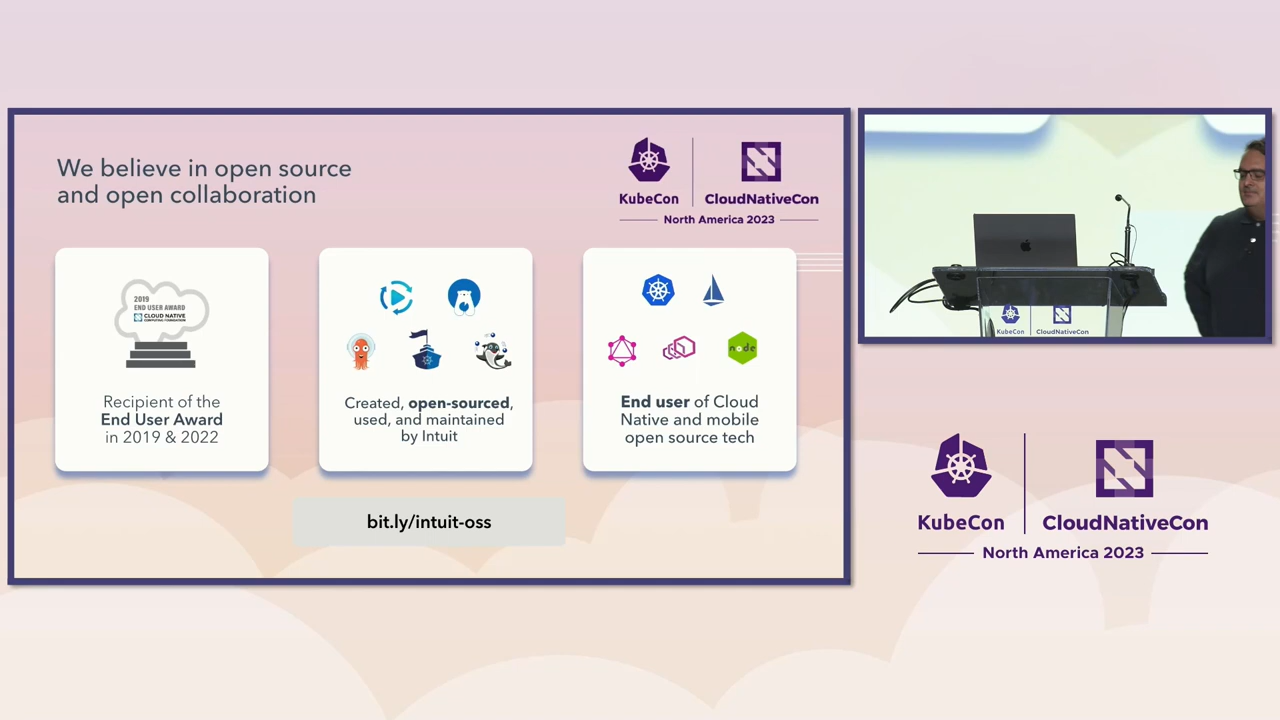 We believe in open source
and open collaboration
KubeCon
CloudNativeCon
North America 2023
2019
END USER AWARD
CLOUD NATIVE
COMPUTING FOUNDATION
Recipient of the
End User Award
in 2019 & 2022
Created, open-sourced,
used, and maintained
by Intuit
node
End user of Cloud
Native and mobile
open source tech
bit.ly/intuit-oss
KubeCon
CloudNativeCon
KubeCon
CloudNativeCon
North America 2023